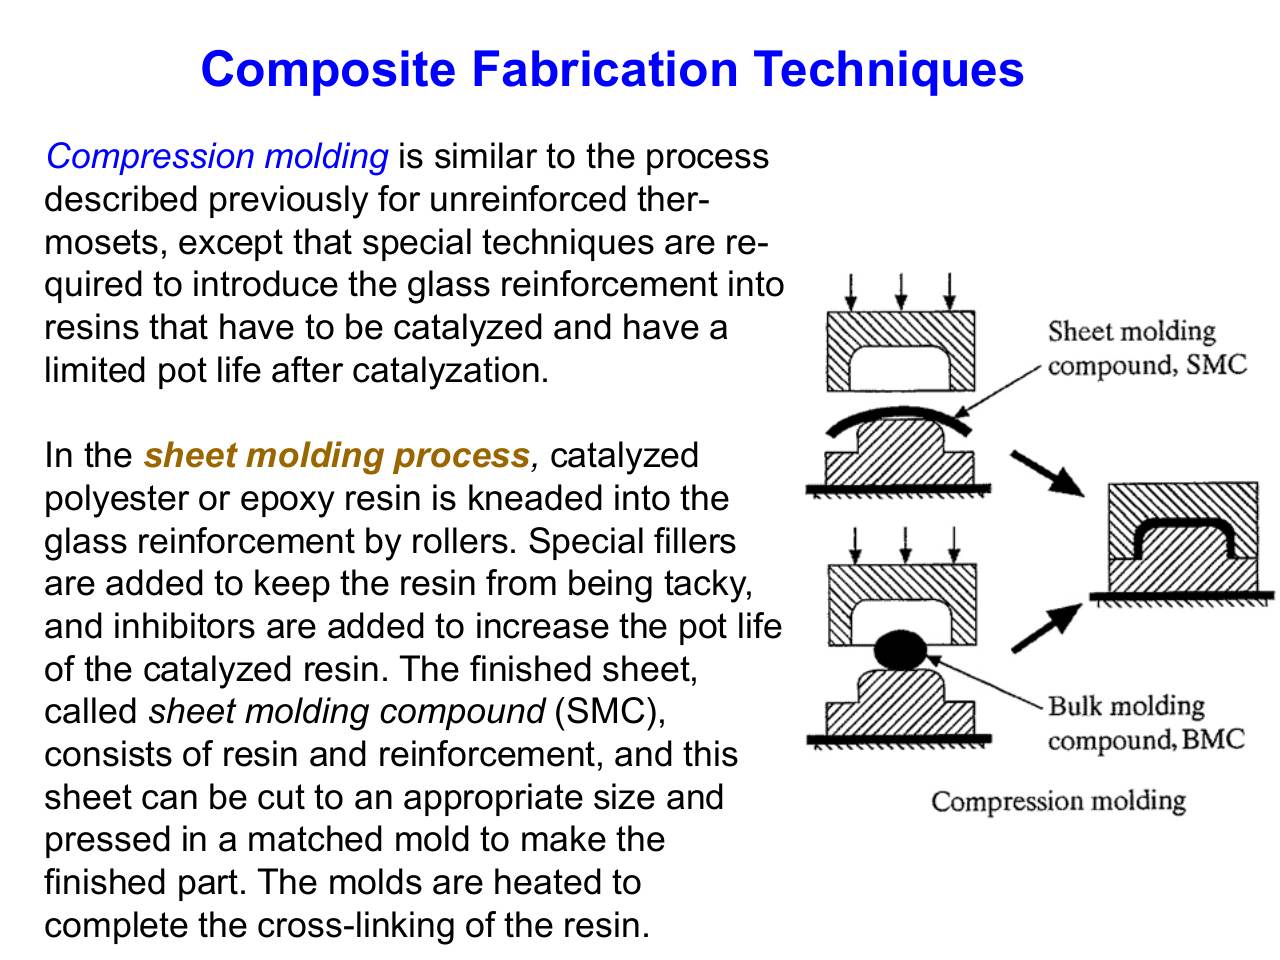 Composite Fabrication Techniques
Compression molding is similar to the process
described previously for unreinforced ther-
mosets, except that special techniques are re-
quired to introduce the glass reinforcement into
resins that have to be catalyzed and have a
limited pot life after catalyzation.
In the sheet molding process, catalyzed
polyester or epoxy resin is kneaded into the
glass reinforcement by rollers. Special fillers
are added to keep the resin from being tacky,
and inhibitors are added to increase the pot life
of the catalyzed resin. The finished sheet,
called sheet molding compound (SMC),
consists of resin and reinforcement, and this
sheet can be cut to an appropriate size and
pressed in a matched mold to make the
finished part. The molds are heated to
complete the cross-linking of the resin.
Sheet molding
compound, SMC
Bulk molding
compound, BMC
Compression molding